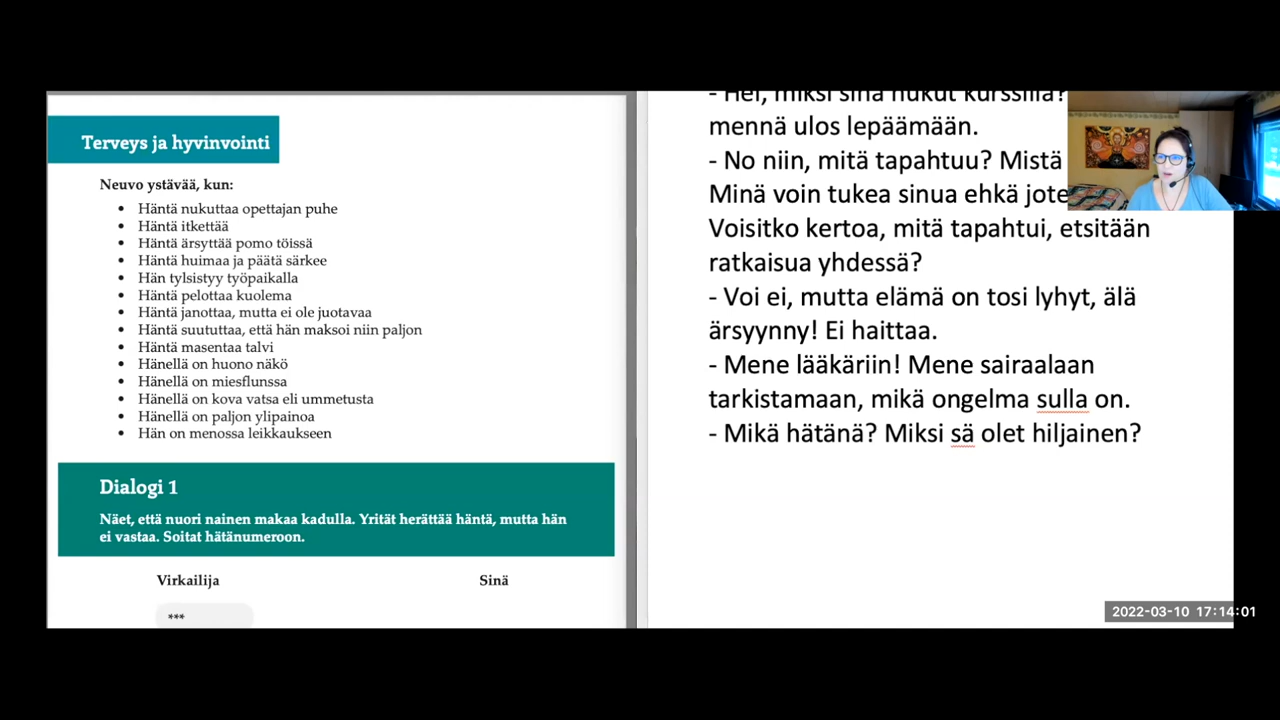 Terveys ja hyvinvointi
Neuvo ystävää, kun:
• Häntä nukuttaa opettajan puhe
• Häntä itkettää
• Häntä ärsyttää pomo töissä
• Häntä huimaa ja päätä särkee
• Hän tylsistyy työpaikalla
• Häntä pelottaa kuolema
• Häntä janottaa, mutta ei ole juotavaa
• Häntä suututtaa, että hän maksoi niin paljon
• Häntä masentaa talvi
• Hänellä on huono näkö
• Hänellä on miesflunssa
• Hänellä on kova vatsa eli ummetusta
• Hänellä on paljon ylipainoa
• Hän on menossa leikkaukseen
Dialogi 1
Näet, että nuori nainen makaa kadulla. Yrität herättää häntä, mutta hän
ei vastaa. Soitat hätänumeroon.
Virkailija Sinä
***
- Hei, miksi sinä nukut kurssilla?
mennä ulos lepäämään.
- No niin, mitä tapahtuu? Mistä
Minä voin tukea sinua ehkä jote
Voisitko kertoa, mitä tapahtui, etsitään
ratkaisua yhdessä?
- Voi ei, mutta elämä on tosi lyhyt, älä
ärsyynny! Ei haittaa.
- Mene lääkäriin! Mene sairaalaan
tarkistamaan, mikä ongelma sulla on.
- Mikä hätänä? Miksi sä olet hiljainen?
2022-03-10 17:14:01